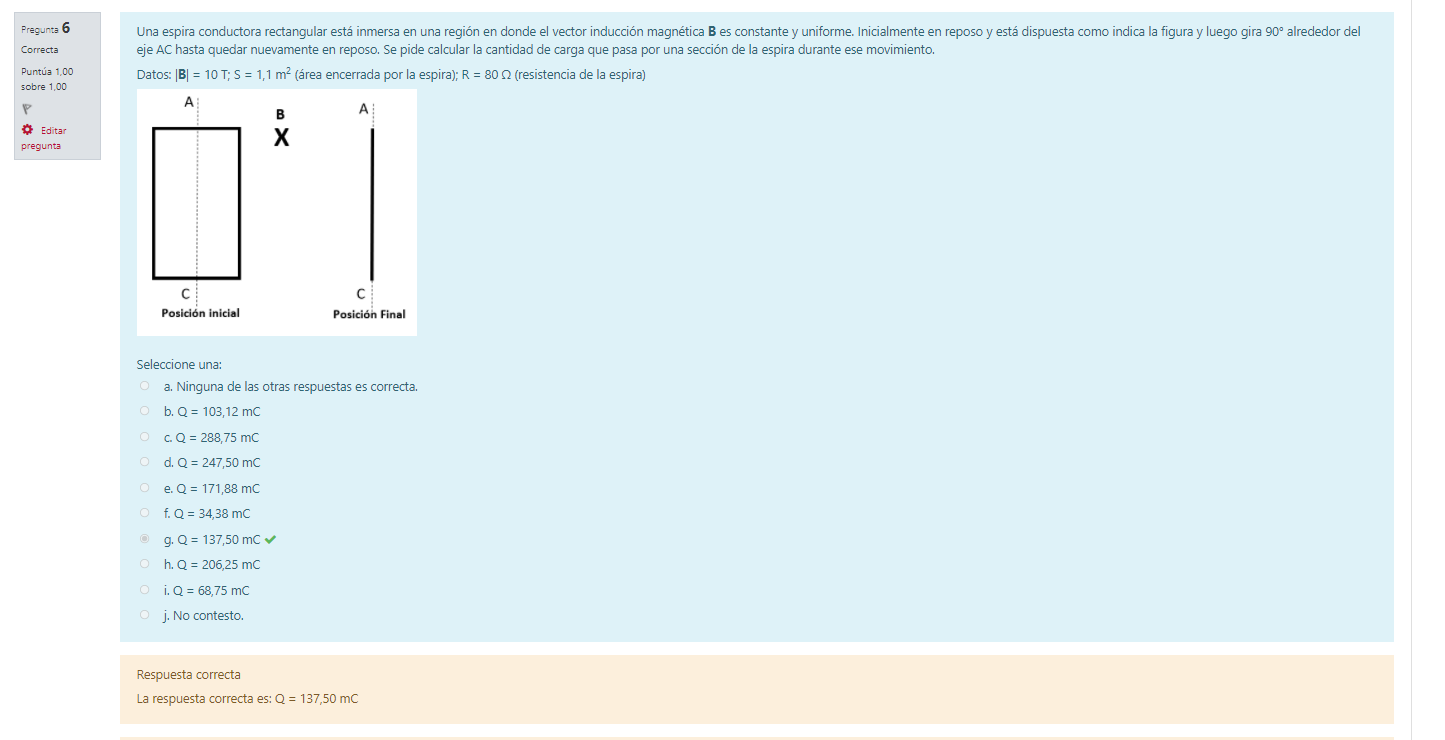 Pregunta 6
Correcta
Puntúa 1,00
sobre 1,00
Editar
pregunta
Una espira conductora rectangular está inmersa en una región en donde el vector inducción magnética B es constante y uniforme. Inicialmente en reposo y está dispuesta como indica la figura y luego gira 90° alrededor del
eje AC hasta quedar nuevamente en reposo. Se pide calcular la cantidad de carga que pasa por una sección de la espira durante ese movimiento.
Datos: |B| = 10 T; S = 1,1 m² (área encerrada por la espira); R = 80 Ω (resistencia de la espira)
A
B
X
A
C
C
Posición inicial
Posición Final
Seleccione una:
a. Ninguna de las otras respuestas es correcta.
b. Q = 103,12 mC
c. Q = 288,75 mC
d. Q = 247,50 mC
e. Q = 171,88 mC
f. Q = 34,38 mC
g. Q = 137,50 mC
h. Q = 206,25 mC
i. Q = 68,75 mC
j. No contesto.
Respuesta correcta
La respuesta correcta es: Q = 137,50 mC